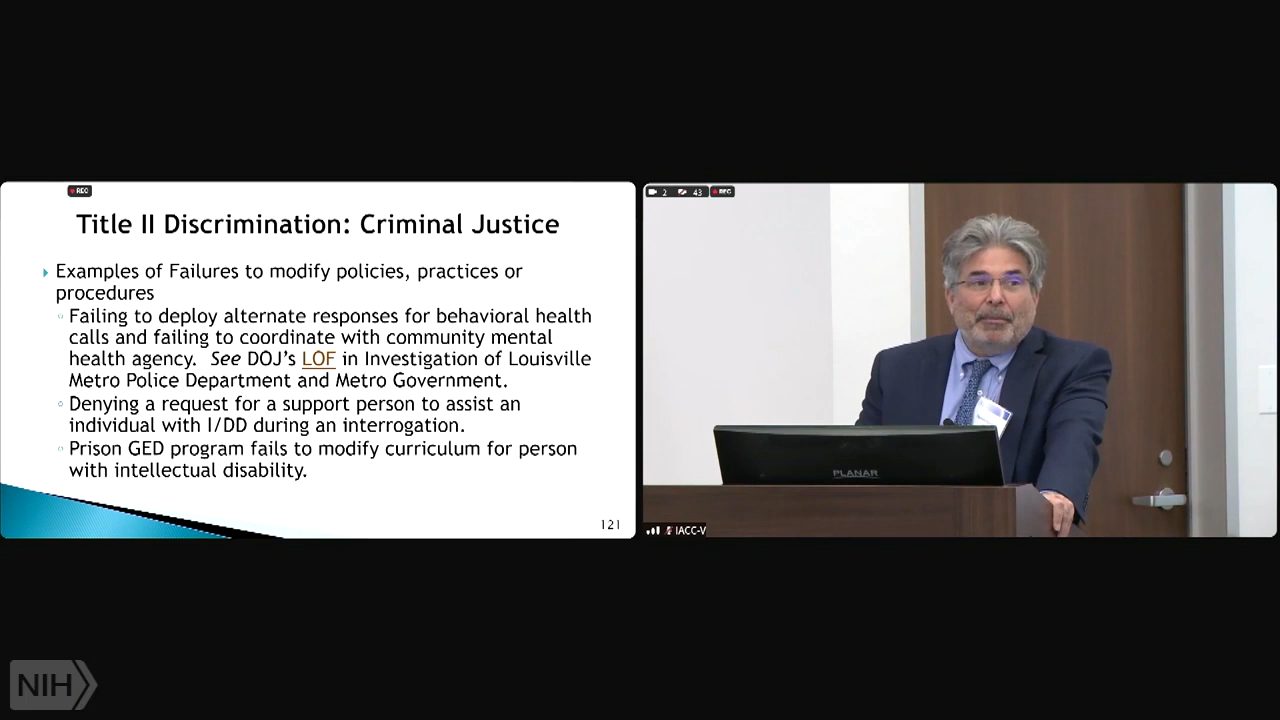 REC
Title II Discrimination: Criminal Justice
Examples of Failures to modify policies, practices or
procedures
Failing to deploy alternate responses for behavioral health
calls and failing to coordinate with community mental
health agency. See DOJ's LOF in Investigation of Louisville
Metro Police Department and Metro Government.
Denying a request for a support person to assist an
individual with I/DD during an interrogation.
Prison GED program fails to modify curriculum for person
with intellectual disability.
121
2 43 REC
PLANAR
IACC-V
NIH